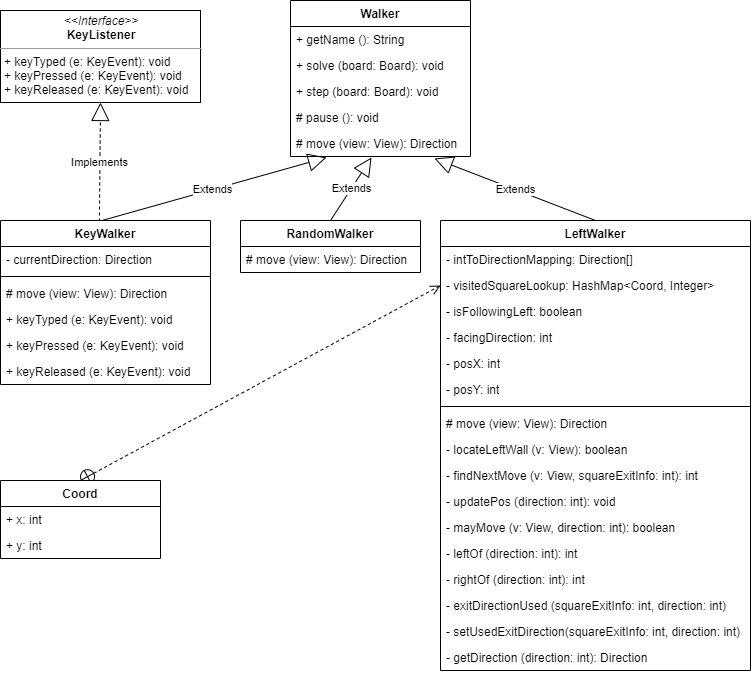 <<Interface>>
KeyListener
+ keyTyped (e: KeyEvent): void
+ keyPressed (e: KeyEvent): void
+ keyReleased (e: KeyEvent): void
Walker
+ getName (): String
+ solve (board: Board): void
+ step (board: Board): void
# pause (): void
# move (view: View): Direction
Implements
Extends
Extends
Extends
KeyWalker
- currentDirection: Direction
# move (view: View): Direction
+ keyTyped (e: KeyEvent): void
+ keyPressed (e: KeyEvent): void
+ keyReleased (e: KeyEvent): void
RandomWalker
# move (view: View): Direction
LeftWalker
- intToDirectionMapping: Direction[]
- visitedSquareLookup: HashMap<Coord, Integer>
- isFollowingLeft: boolean
- facingDirection: int
- posX: int
- posY: int
# move (view: View): Direction
- locateLeftWall (v: View): boolean
- findNextMove (v: View, squareExitInfo: int): int
- updatePos (direction: int): void
- mayMove (v: View, direction: int): boolean
- leftOf (direction: int): int
- rightOf (direction: int): int
- exitDirectionUsed (squareExitInfo: int, direction: int)
- setUsedExitDirection(squareExitInfo: int, direction: int)
- getDirection (direction: int): Direction
Coord
+ x: int
+ y: int